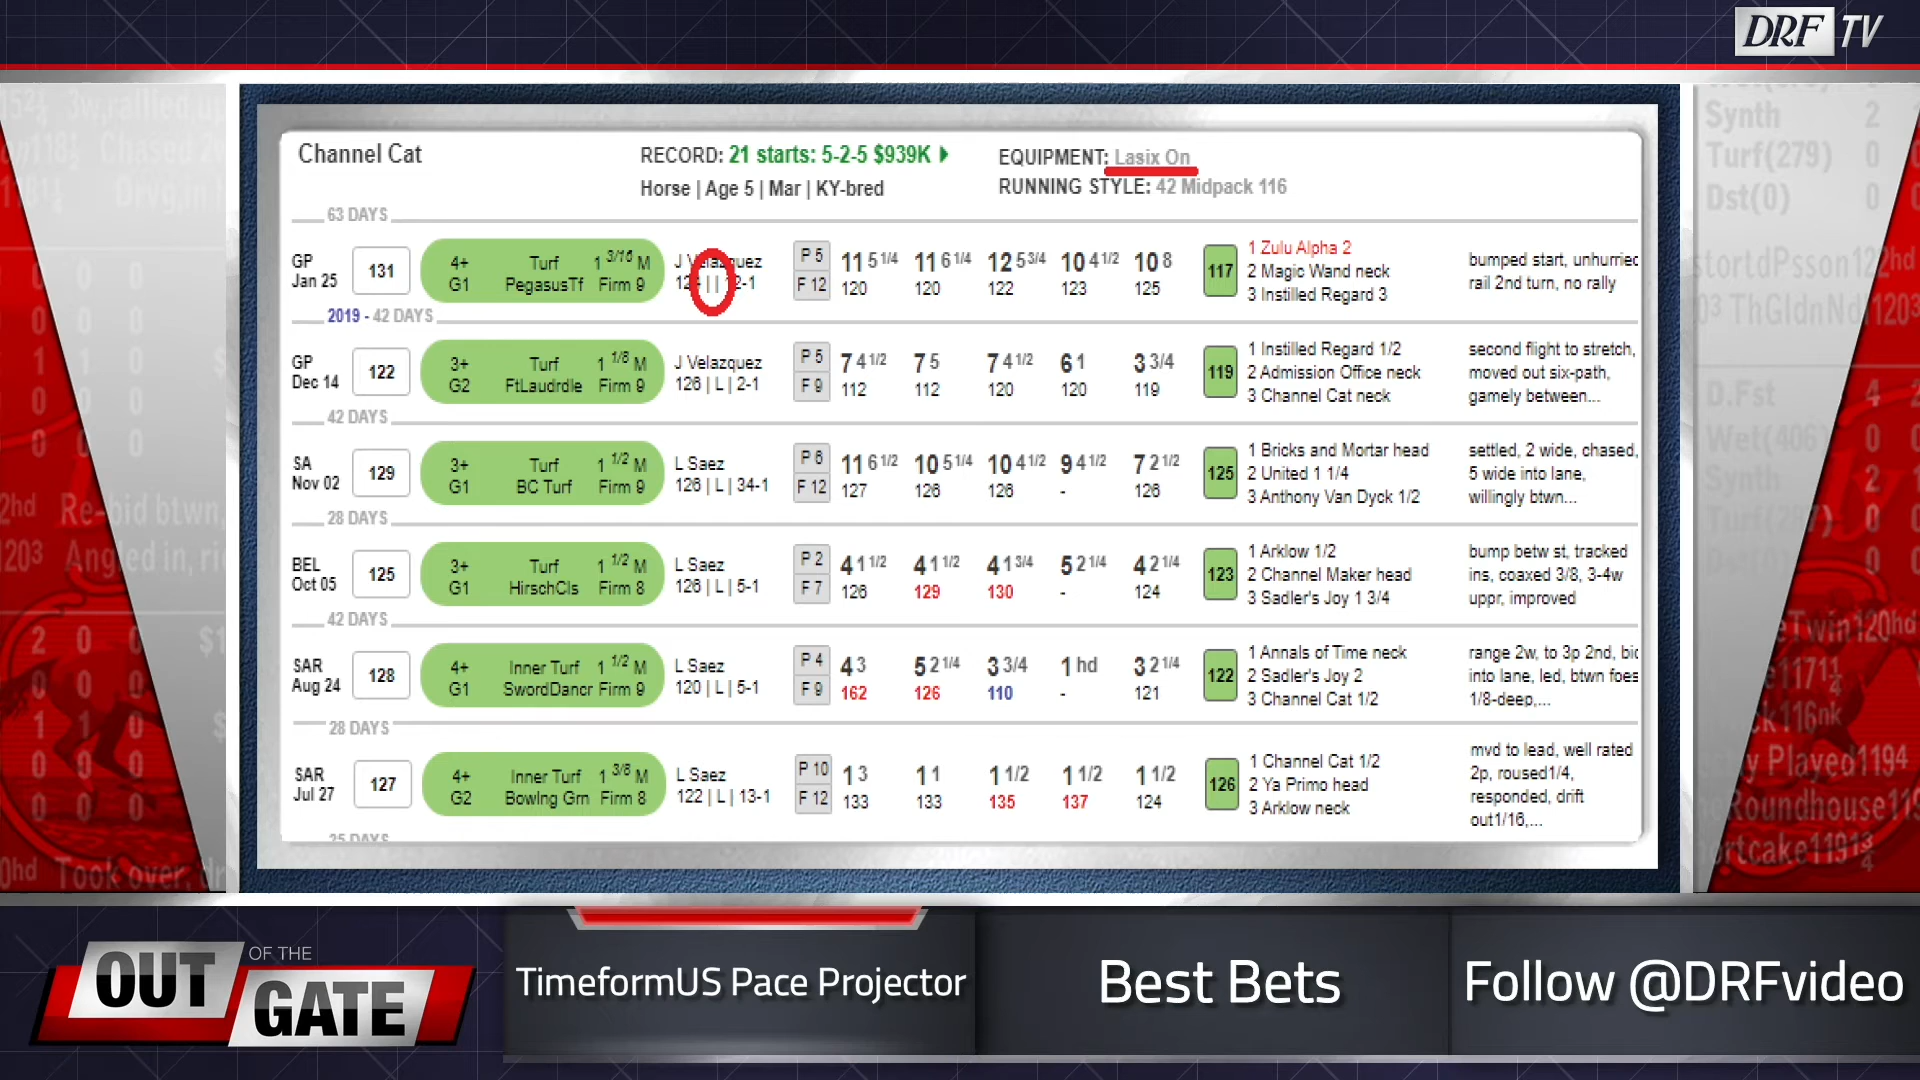 DRF TV
Channel Cat
RECORD: 21 starts: 5-2-5 $939K
EQUIPMENT: Lasix On
Horse | Age 5 | Mar | KY-bred
RUNNING STYLE: 42 Midpack 116
63 DAYS
GP 131 4+ Turf 1 3/16 M J Velazquez P 5 11 5 1/4 11 6 1/4 12 5 3/4 10 4 1/2 10 8 117 1 Zulu Alpha 2 bumped start, unhurried
Jan 25 G1 PegasusTf Firm 9 | | 12-1 F 12 120 120 122 123 125 2 Magic Wand neck rail 2nd turn, no rally
3 Instilled Regard 3
2019 - 42 DAYS
GP 122 3+ Turf 1 1/8 M J Velazquez P 5 7 4 1/2 7 5 7 4 1/2 6 1 3 3/4 119 1 Instilled Regard 1/2 second flight to stretch,
Dec 14 G2 FtLaudrdle Firm 9 126 | L | 2-1 F 9 112 112 120 120 119 2 Admission Office neck moved out six-path,
3 Channel Cat neck gamely between...
42 DAYS
SA 129 3+ Turf 1 1/2 M L Saez P 6 11 6 1/2 10 5 1/4 10 4 1/2 9 4 1/2 7 2 1/2 125 1 Bricks and Mortar head settled, 2 wide, chased,
Nov 02 G1 BC Turf Firm 9 126 | L | 34-1 F 12 127 126 126 - 126 2 United 1 1/4 5 wide into lane,
3 Anthony Van Dyck 1/2 willingly btwn...
28 DAYS
BEL 125 3+ Turf 1 1/2 M L Saez P 2 4 1 1/2 4 1 1/2 4 1 3/4 5 2 1/4 4 2 1/4 123 1 Arklow 1/2 bump betw st, tracked
Oct 05 G1 HirschCls Firm 8 126 | L | 5-1 F 7 126 129 130 - 124 2 Channel Maker head ins, coaxed 3/8, 3-4w
3 Sadler's Joy 1 3/4 uppr, improved
42 DAYS
SAR 128 4+ Inner Turf 1 1/2 M L Saez P 4 4 3 5 2 1/4 3 3/4 1 hd 3 2 1/4 122 1 Annals of Time neck range 2w, to 3p 2nd, bid
Aug 24 G1 SwordDancr Firm 9 120 | L | 5-1 F 9 162 126 110 - 121 2 Sadler's Joy 2 into lane, led, btwn foes
3 Channel Cat 1/2 1/8-deep,...
28 DAYS
SAR 127 4+ Inner Turf 1 3/8 M L Saez P 10 1 3 1 1 1 1/2 1 1/2 1 1/2 126 1 Channel Cat 1/2 mvd to lead, well rated
Jul 27 G2 Bowlng Grn Firm 8 122 | L | 13-1 F 12 133 133 135 137 124 2 Ya Primo head 2p, roused1/4,
3 Arklow neck responded, drift
out1/16,...
25 DAYS
OUT OF THE GATE
TimeformUS Pace Projector
Best Bets
Follow @DRFvideo